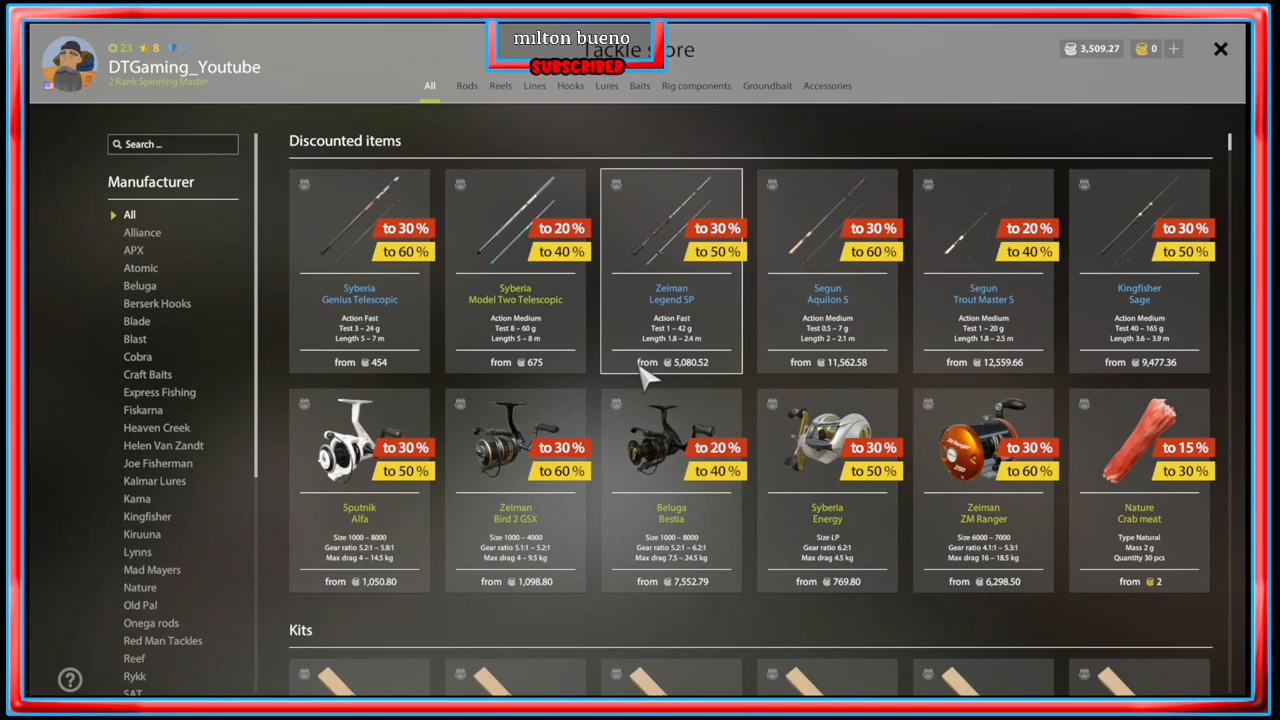 milton bueno
SUBSCRIBER
23 8 0
DTGaming_Youtube
2 Rank Spinning Master
Tackle store
3,509.27 0 +
All Rods Reels Lines Hooks Lures Baits Rig components Groundbait Accessories
Search ...
Manufacturer
All
Alliance
APX
Atomic
Beluga
Berserk Hooks
Blade
Blast
Cobra
Craft Baits
Express Fishing
Fiskarna
Heaven Creek
Helen Van Zandt
Joe Fisherman
Kalmar Lures
Kama
Kingfisher
Kiruuna
Lynns
Mad Mayers
Nature
Old Pal
Onega rods
Red Man Tackles
Reef
Rykk
SAT
?
Discounted items
to 30 %
to 60 %
Syberia
Genius Telescopic
Action Fast
Test 3 – 24 g
Length 5 – 7 m
from 454
to 20 %
to 40 %
Syberia
Model Two Telescopic
Action Medium
Test 8 – 60 g
Length 5 – 8 m
from 675
to 30 %
to 50 %
Zeiman
Legend SP
Action Fast
Test 1 – 42 g
Length 1.8 – 2.4 m
from 5,080.52
to 30 %
to 60 %
Segun
Aquilon S
Action Medium
Test 0.5 – 7 g
Length 2 – 2.1 m
from 11,562.58
to 20 %
to 40 %
Segun
Trout Master S
Action Medium
Test 1 – 20 g
Length 1.8 – 2.5 m
from 12,559.66
to 30 %
to 50 %
Kingfisher
Sage
Action Medium
Test 40 – 165 g
Length 3.6 – 3.9 m
from 9,477.36
to 30 %
to 50 %
Sputnik
Alfa
Size 1000 – 8000
Gear ratio 5.2:1 – 5.8:1
Max drag 4 – 14.5 kg
from 1,050.80
to 30 %
to 60 %
Zeiman
Bird 2 GSX
Size 1000 – 4000
Gear ratio 5.1:1 – 5.2:1
Max drag 4 – 9.5 kg
from 1,098.80
to 20 %
to 40 %
Beluga
Bestia
Size 1000 – 8000
Gear ratio 5.2:1 – 6.2:1
Max drag 7.5 – 24.5 kg
from 7,552.79
to 30 %
to 50 %
Syberia
Energy
Size LP
Gear ratio 6.2:1
Max drag 4.5 kg
from 769.80
to 30 %
to 60 %
Zeiman
ZM Ranger
Size 6000 – 7000
Gear ratio 4.1:1 – 5.3:1
Max drag 16 – 18.5 kg
from 6,298.50
to 15 %
to 30 %
Nature
Crab meat
Type Natural
Mass 2 g
Quantity 30 pcs
from 2
Kits